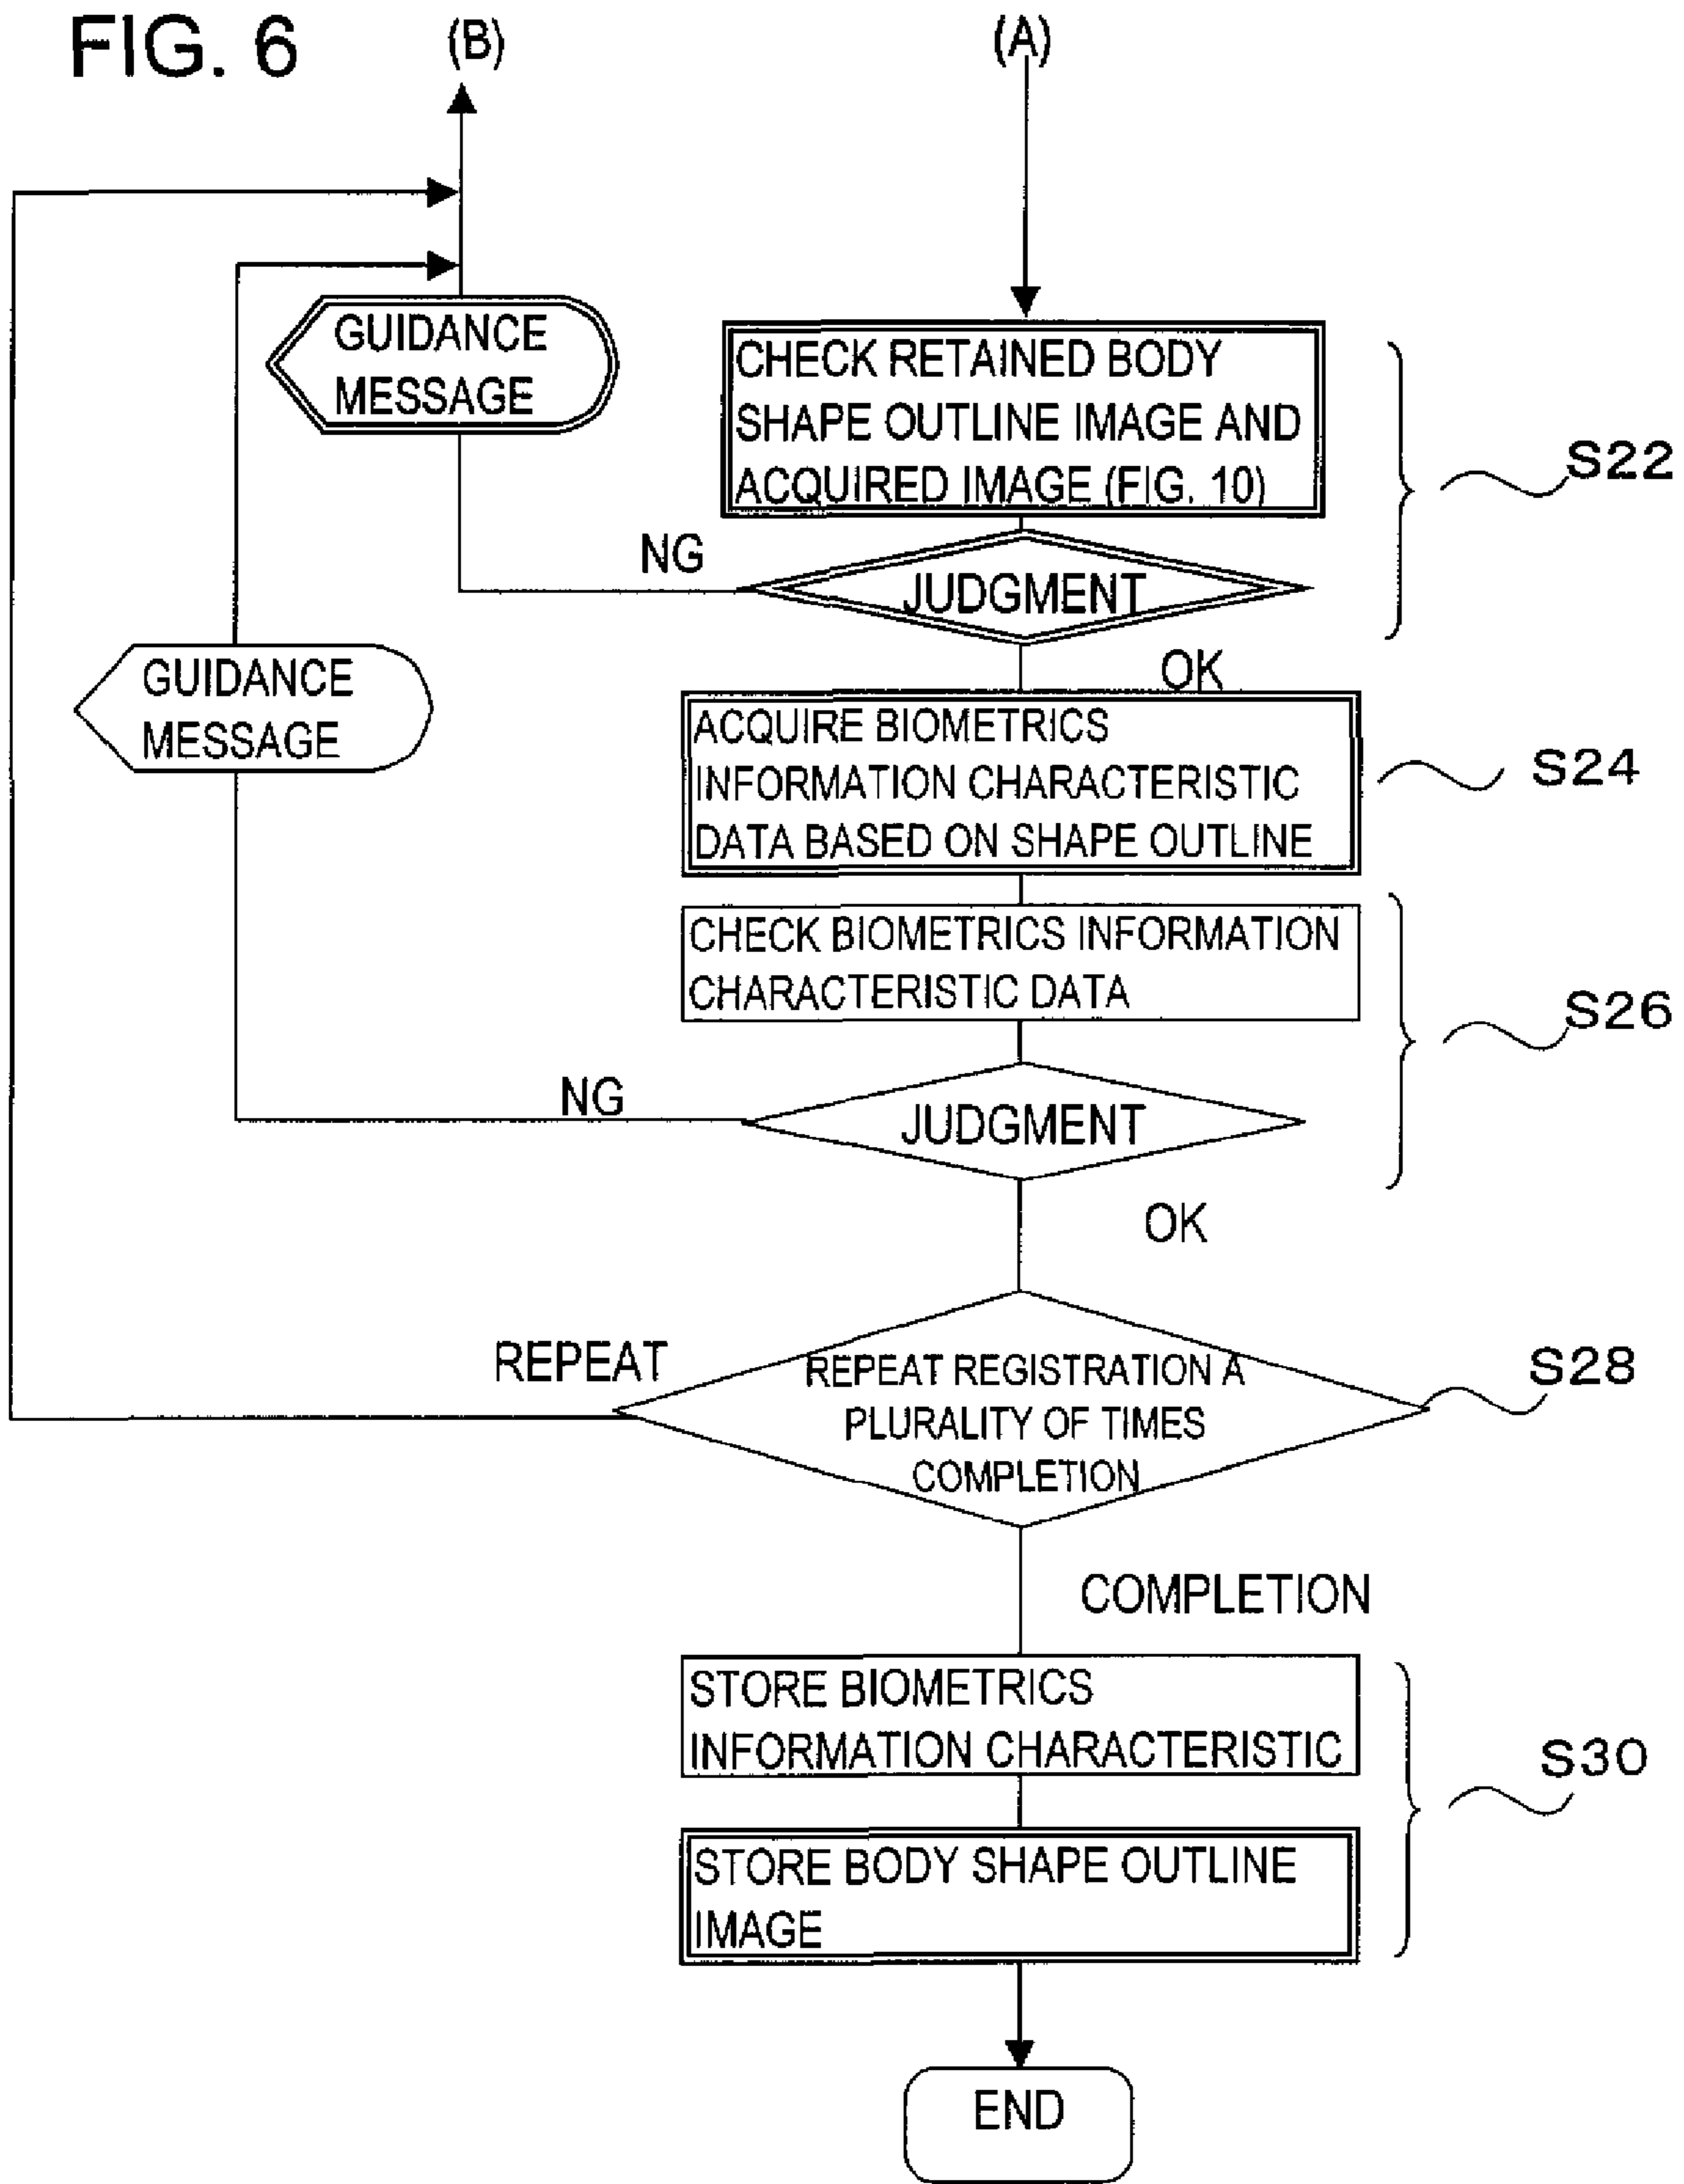 FIG. 6
(B)
(A)
GUIDANCE
MESSAGE
CHECK RETAINED BODY
SHAPE OUTLINE IMAGE AND
ACQUIRED IMAGE (FIG. 10)
S22
NG
JUDGMENT
OK
GUIDANCE
MESSAGE
ACQUIRE BIOMETRICS
INFORMATION CHARACTERISTIC
DATA BASED ON SHAPE OUTLINE
S24
CHECK BIOMETRICS INFORMATION
CHARACTERISTIC DATA
S26
NG
JUDGMENT
OK
REPEAT
REPEAT REGISTRATION A
PLURALITY OF TIMES
COMPLETION
S28
COMPLETION
STORE BIOMETRICS
INFORMATION CHARACTERISTIC
S30
STORE BODY SHAPE OUTLINE
IMAGE
END